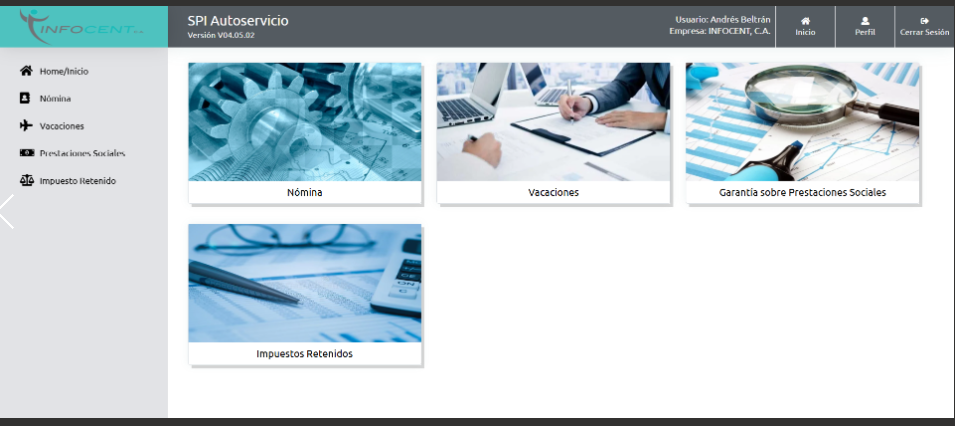 INFOCENT
SPI Autoservicio
Versión V04.05.02
Usuario: Andrés Beltrán
Empresa: INFOCENT, C.A.
Inicio
Perfil
Cerrar Sesión
Home/Inicio
Nómina
Vacaciones
Prestaciones Sociales
Impuesto Retenido
Nómina
Vacaciones
Garantía sobre Prestaciones Sociales
Impuestos Retenidos